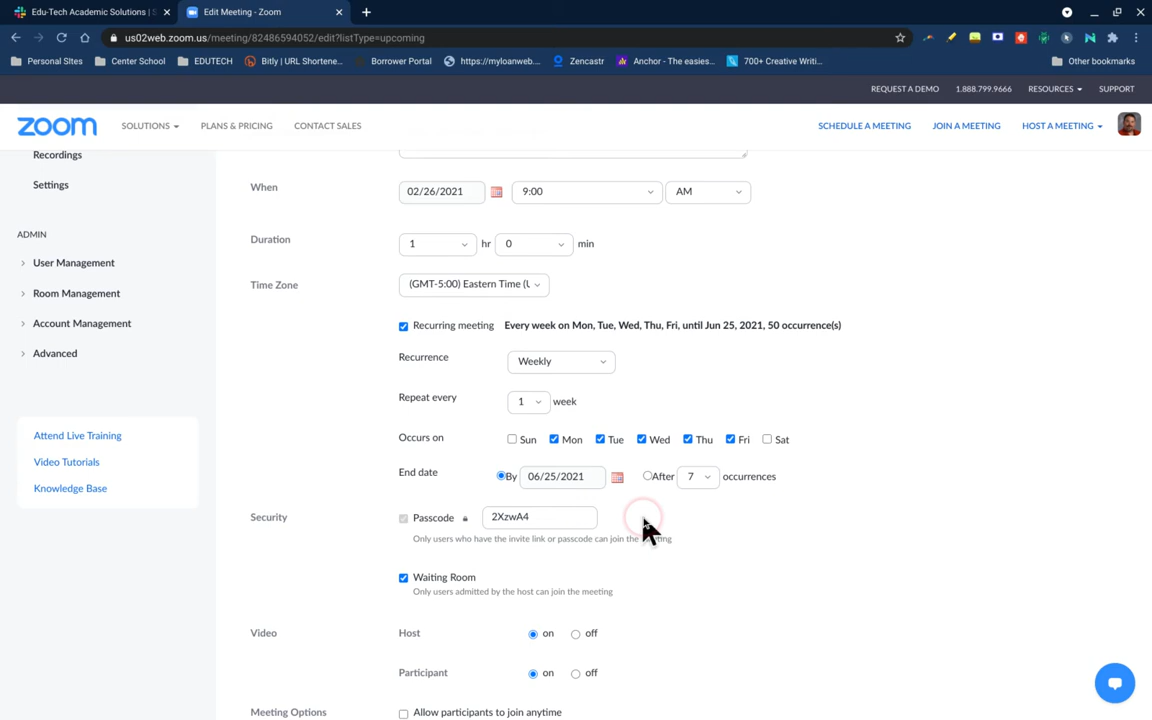 Edu-Tech Academic Solutions | S
Edit Meeting - Zoom
us02web.zoom.us/meeting/82486594052/edit?listType=upcoming
Personal SItes
Center School
EDUTECH
Bitly | URL Shortene...
Borrower Portal
https://myloanweb....
Zencastr
Anchor - The easies...
700+ Creative Writi...
Other bookmarks
REQUEST A DEMO
1.888.799.9666
RESOURCES
SUPPORT
zoom
SOLUTIONS
PLANS & PRICING
CONTACT SALES
SCHEDULE A MEETING
JOIN A MEETING
HOST A MEETING
Recordings
Settings
ADMIN
User Management
Room Management
Account Management
Advanced
Attend Live Training
Video Tutorials
Knowledge Base
When
02/26/2021
9:00
AM
Duration
1
hr
0
min
Time Zone
(GMT-5:00) Eastern Time (U
Recurring meeting
Every week on Mon, Tue, Wed, Thu, Fri, until Jun 25, 2021, 50 occurrence(s)
Recurrence
Weekly
Repeat every
1
week
Occurs on
Sun
Mon
Tue
Wed
Thu
Fri
Sat
End date
By
06/25/2021
After
7
occurrences
Security
Passcode
2XzwA4
Only users who have the invite link or passcode can join the meeting
Waiting Room
Only users admitted by the host can join the meeting
Video
Host
on
off
Participant
on
off
Meeting Options
Allow participants to join anytime